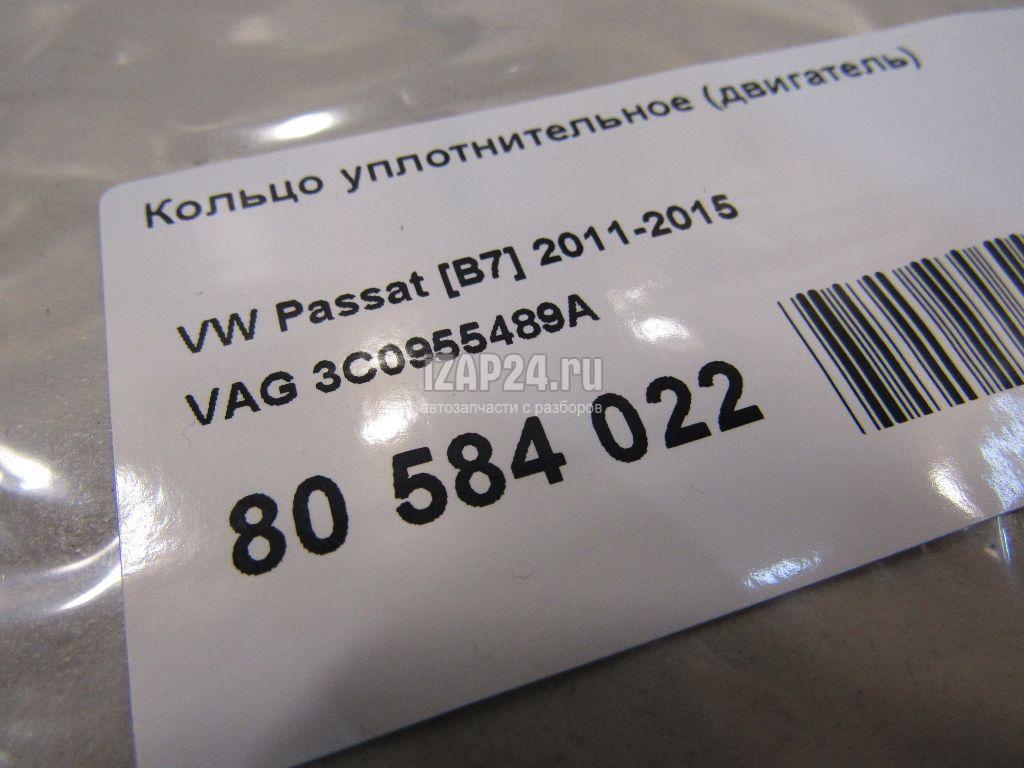 Кольцо уплотнительное (двигатель)
VW Passat [B7] 2011-2015
VAG 3C0955489A
IZAP24.ru
автозапчасти с разборов
80 584 022